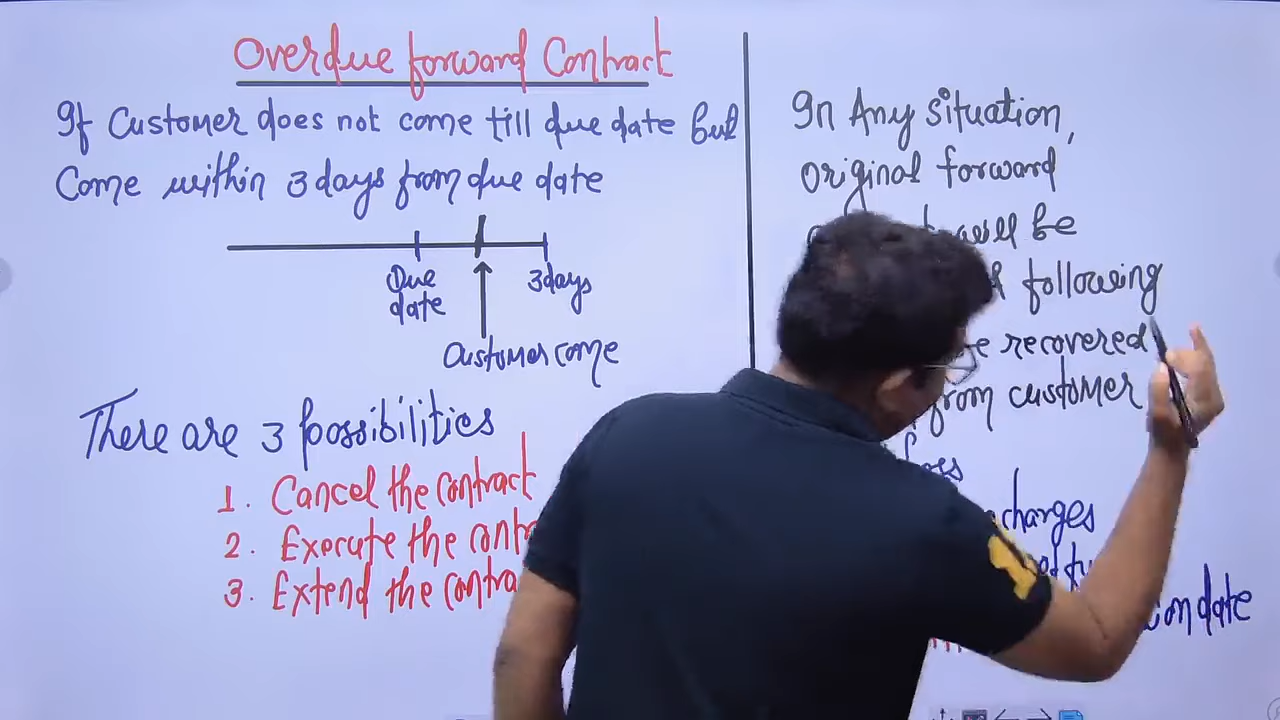 Overdue forward Contract
If Customer does not come till due date but
Come within 3 days from due date
Due
date
3days
Customer come
There are 3 possibilities
1. Cancel the contract
2. Execute the
3. Extend the
In Any situation,
original forward
will be
following
recovered
from customer
charges
date